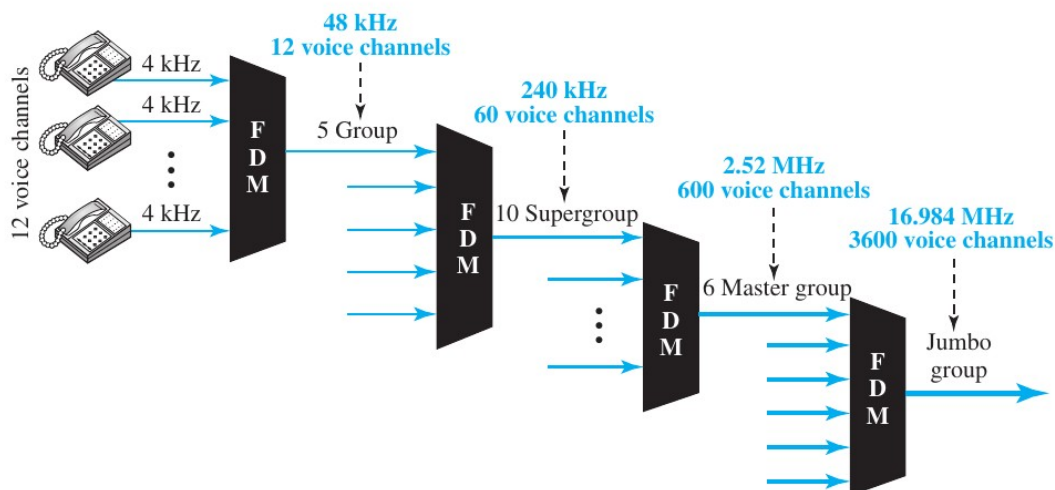 12 voice channels
4 kHz
4 kHz
4 kHz
F
D
M
48 kHz
12 voice channels
5 Group
F
D
M
240 kHz
60 voice channels
10 Supergroup
F
D
M
2.52 MHz
600 voice channels
6 Master group
F
D
M
16.984 MHz
3600 voice channels
Jumbo
group